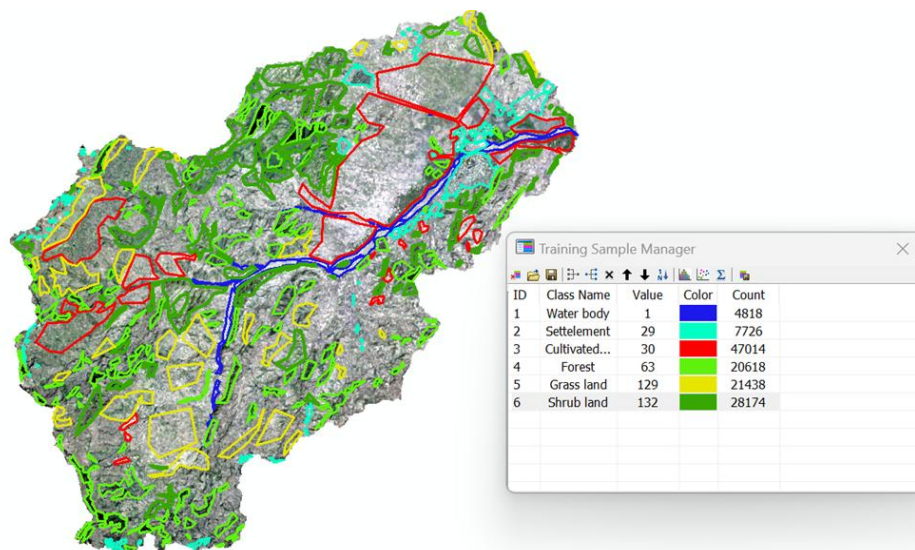 Training Sample Manager
ID Class Name Value Color Count
1 Water body 1 4818
2 Settelement 29 7726
3 Cultivated... 30 47014
4 Forest 63 20618
5 Grass land 129 21438
6 Shrub land 132 28174